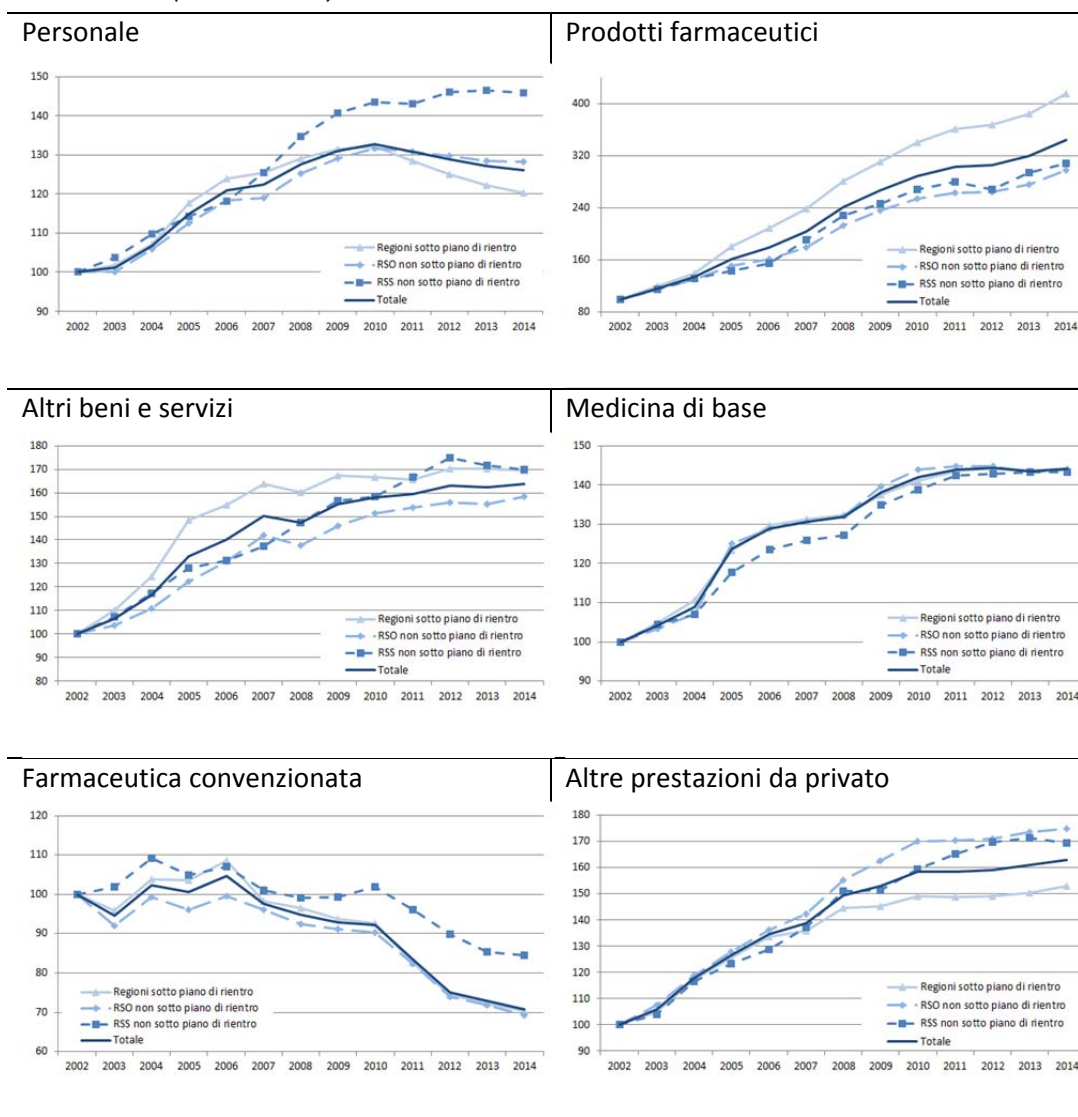 Personale
150
140
130
120
110
100
90
Regioni sotto piano di rientro
RSO non sotto piano di rientro
RSS non sotto piano di rientro
Totale
2002 2003 2004 2005 2006 2007 2008 2009 2010 2011 2012 2013 2014
Prodotti farmaceutici
400
320
240
160
80
Regioni sotto piano di rientro
RSO non sotto piano di rientro
RSS non sotto piano di rientro
Totale
2002 2003 2004 2005 2006 2007 2008 2009 2010 2011 2012 2013 2014
Altri beni e servizi
180
170
160
150
140
130
120
110
100
90
80
Regioni sotto piano di rientro
RSO non sotto piano di rientro
RSS non sotto piano di rientro
Totale
2002 2003 2004 2005 2006 2007 2008 2009 2010 2011 2012 2013 2014
Medicina di base
150
140
130
120
110
100
90
Regioni sotto piano di rientro
RSO non sotto piano di rientro
RSS non sotto piano di rientro
Totale
2002 2003 2004 2005 2006 2007 2008 2009 2010 2011 2012 2013 2014
Farmaceutica convenzionata
120
110
100
90
80
70
60
Regioni sotto piano di rientro
RSO non sotto piano di rientro
RSS non sotto piano di rientro
Totale
2002 2003 2004 2005 2006 2007 2008 2009 2010 2011 2012 2013 2014
Altre prestazioni da privato
180
170
160
150
140
130
120
110
100
90
Regioni sotto piano di rientro
RSO non sotto piano di rientro
RSS non sotto piano di rientro
Totale
2002 2003 2004 2005 2006 2007 2008 2009 2010 2011 2012 2013 2014